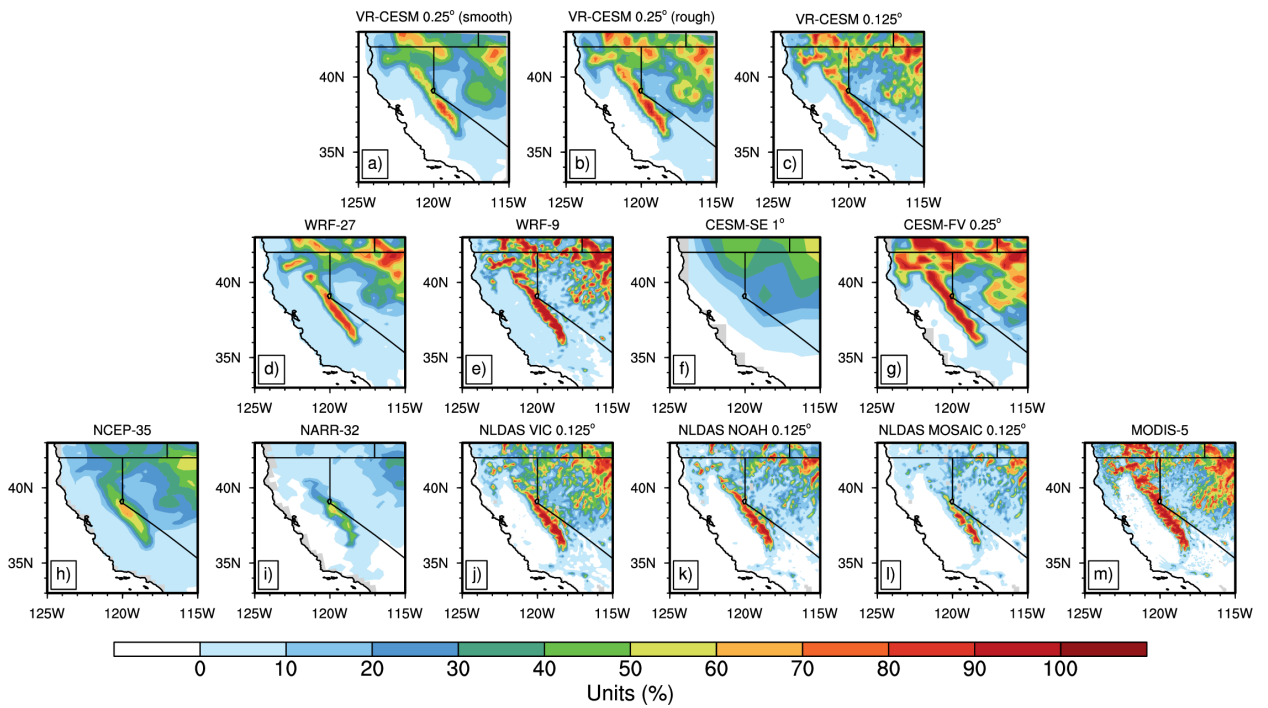 VR-CESM 0.25° (smooth) VR-CESM 0.25° (rough) VR-CESM 0.125°
40N 40N 40N
35N 35N 35N
a) b) c)
125W 120W 115W 125W 120W 115W 125W 120W 115W
WRF-27 WRF-9 CESM-SE 1° CESM-FV 0.25°
40N 40N 40N 40N
35N 35N 35N 35N
d) e) f) g)
125W 120W 115W 125W 120W 115W 125W 120W 115W 125W 120W 115W
NCEP-35 NARR-32 NLDAS VIC 0.125° NLDAS NOAH 0.125° NLDAS MOSAIC 0.125° MODIS-5
40N 40N 40N 40N 40N 40N
35N 35N 35N 35N 35N 35N
h) i) j) k) l) m)
125W 120W 115W 125W 120W 115W 125W 120W 115W 125W 120W 115W 125W 120W 115W 125W 120W 115W
0 10 20 30 40 50 60 70 80 90 100
Units (%)